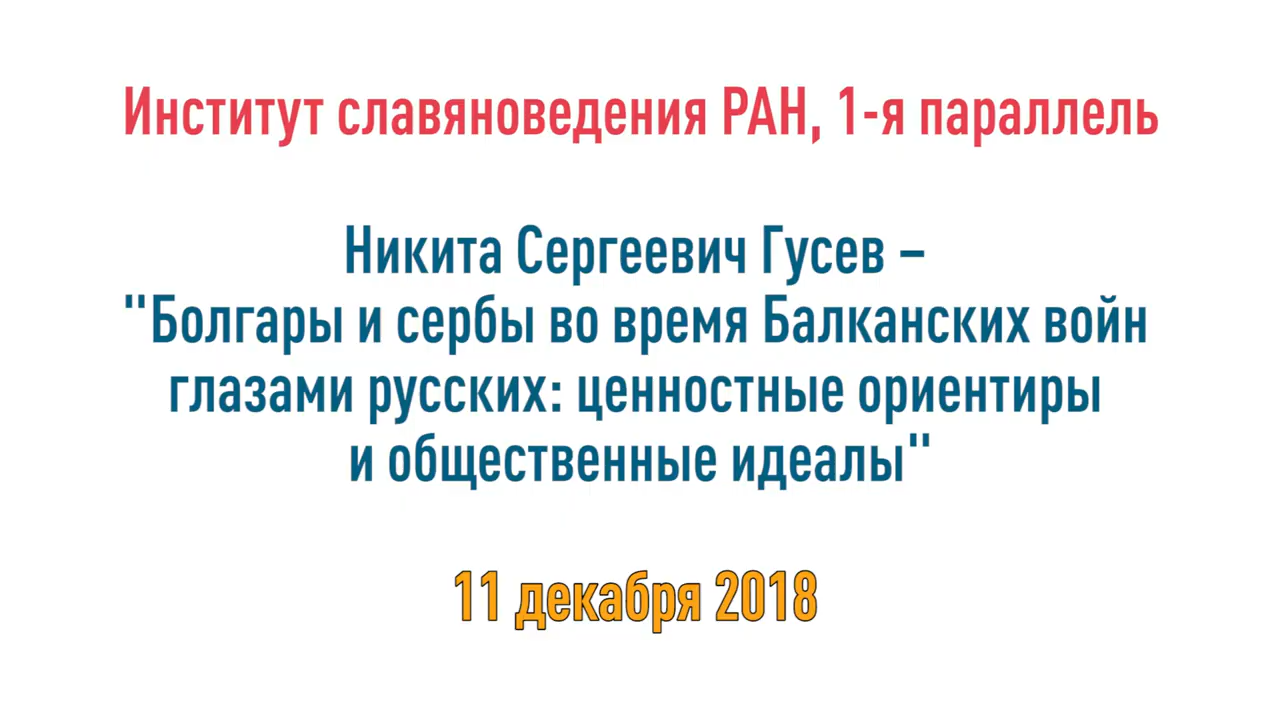 Институт славяноведения РАН, 1-я параллель
Никита Сергеевич Гусев –
"Болгары и сербы во время Балканских войн
глазами русских: ценностные ориентиры
и общественные идеалы"
11 декабря 2018